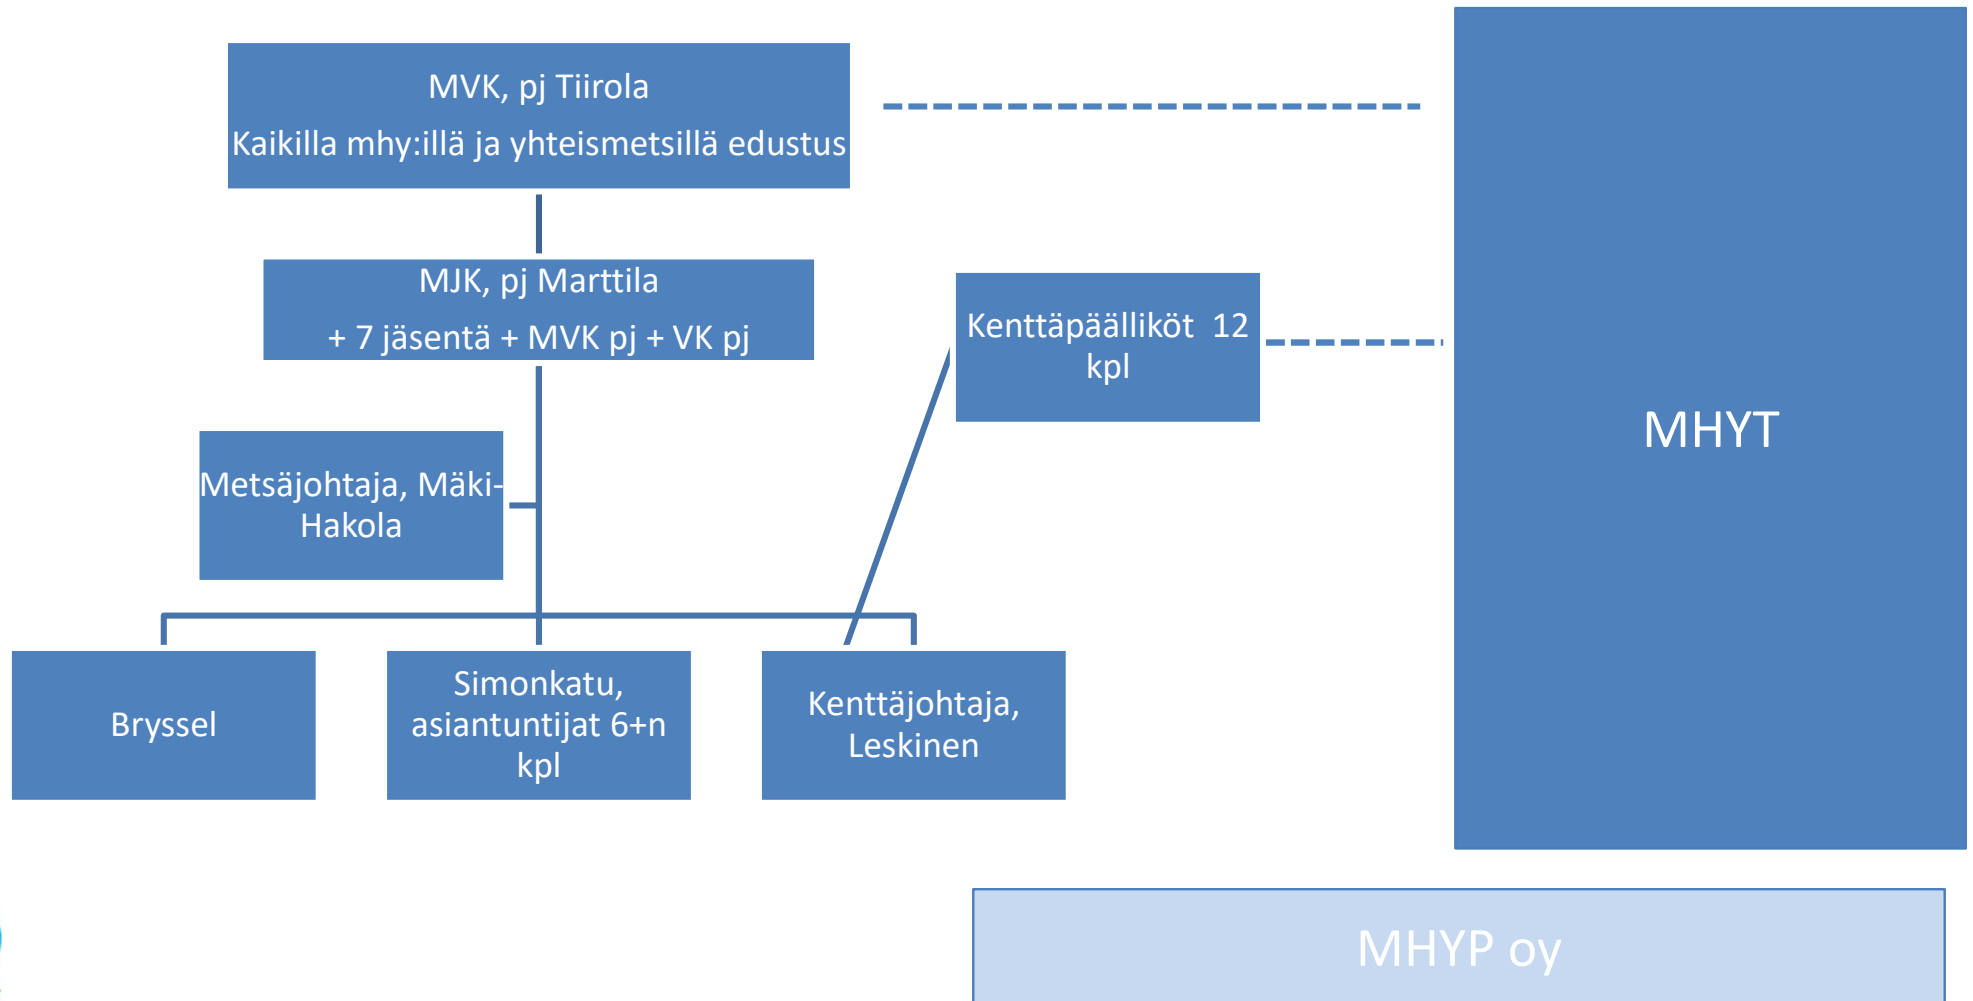 MVK, pj Tiirola
Kaikilla mhy:illä ja yhteismetsillä edustus
MJK, pj Marttila
+ 7 jäsentä + MVK pj + VK pj
Kenttäpäälliköt 12
kpl
MHYT
Metsäjohtaja, Mäki-
Hakola
Bryssel
Simonkatu,
asiantuntijat 6+n
kpl
Kenttäjohtaja,
Leskinen
MHYP oy